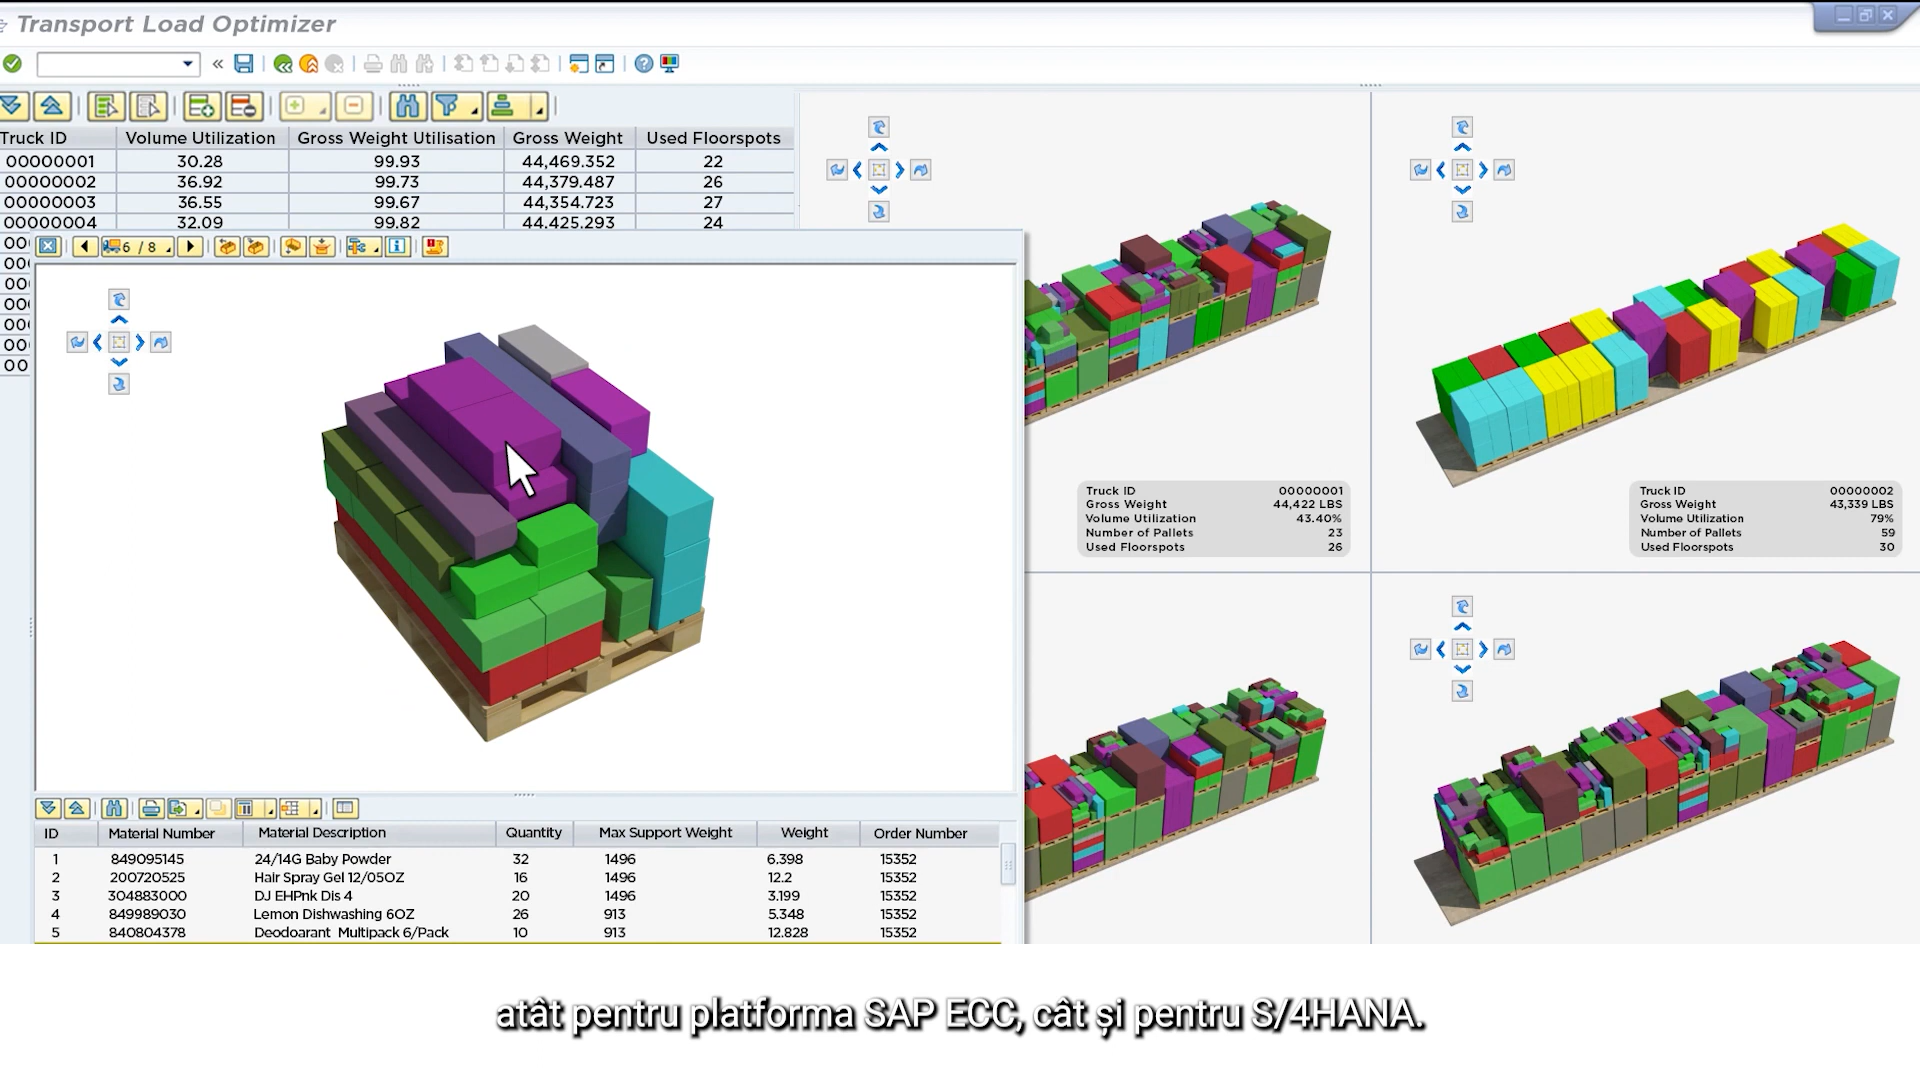 Transport Load Optimizer
Truck ID Volume Utilization Gross Weight Utilisation Gross Weight Used Floorspots
00000001 30.28 99.93 44,469.352 22
00000002 36.92 99.73 44,379.487 26
00000003 36.55 99.67 44,354.723 27
00000004 32.09 99.82 44.425.293 24
6 / 8
Truck ID 00000001
Gross Weight 44,422 LBS
Volume Utilization 43.40%
Number of Pallets 23
Used Floorspots 26
Truck ID 00000002
Gross Weight 43,339 LBS
Volume Utilization 79%
Number of Pallets 59
Used Floorspots 30
ID Material Number Material Description Quantity Max Support Weight Weight Order Number
1 849095145 24/14G Baby Powder 32 1496 6.398 15352
2 200720525 Hair Spray Gel 12/05OZ 16 1496 12.2 15352
3 304883000 DJ EHPnk Dis 4 20 1496 3.199 15352
4 849989030 Lemon Dishwashing 6OZ 26 913 5.348 15352
5 840804378 Deodoarant Multipack 6/Pack 10 913 12.828 15352
atât pentru platforma SAP ECC, cât și pentru S/4HANA.